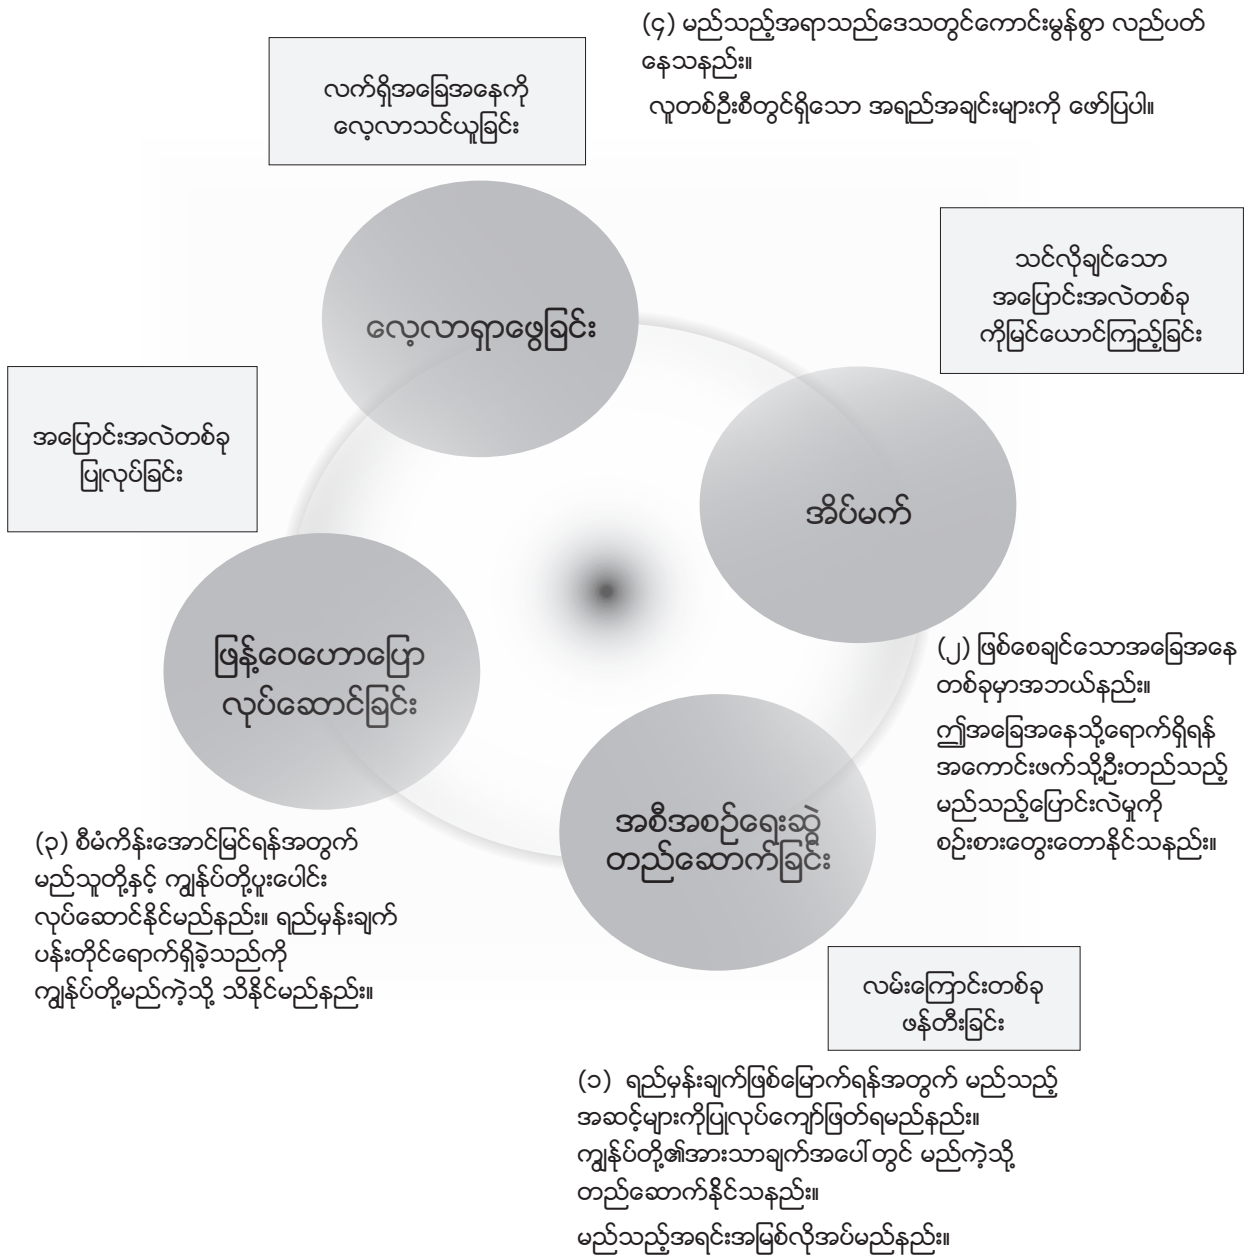 (၄) မည်သည့်အရာသည်ဒေသတွင်ကောင်းမွန်စွာ လည်ပတ်
နေသနည်း။
လူတစ်ဦးစီတွင်ရှိသော အရည်အချင်းများကို ဖော်ပြပါ။
လက်ရှိအခြေအနေကို
လေ့လာသင်ယူခြင်း
လေ့လာရှာဖွေခြင်း
သင်လိုချင်သော
အပြောင်းအလဲတစ်ခု
ကိုမြင်ယောင်ကြည့်ခြင်း
အိပ်မက်
အပြောင်းအလဲတစ်ခု
ပြုလုပ်ခြင်း
ဖြန့်ဝေဟောပြော
လုပ်ဆောင်ခြင်း
(၂) ဖြစ်စေချင်သောအခြေအနေ
တစ်ခုမှာအဘယ်နည်း။
ဤအခြေအနေသို့ရောက်ရှိရန်
အကောင်းဖက်သို့ဦးတည်သည့်
မည်သည့်ပြောင်းလဲမှုကို
စဉ်းစားတွေးတောနိုင်သနည်း။
အစီအစဉ်ရေးဆွဲ
တည်ဆောက်ခြင်း
(၃) စီမံကိန်းအောင်မြင်ရန်အတွက်
မည်သူတို့နှင့် ကျွန်ုပ်တို့ပူးပေါင်း
လုပ်ဆောင်နိုင်မည်နည်း။ ရည်မှန်းချက်
ပန်းတိုင်ရောက်ရှိခဲ့သည်ကို
ကျွန်ုပ်တို့မည်ကဲ့သို့ သိနိုင်မည်နည်း။
လမ်းကြောင်းတစ်ခု
ဖန်တီးခြင်း
(၁) ရည်မှန်းချက်ဖြစ်မြောက်ရန်အတွက် မည်သည့်
အဆင့်များကိုပြုလုပ်ကျော်ဖြတ်ရမည်နည်း။
ကျွန်ုပ်တို့၏အားသာချက်အပေါ်တွင် မည်ကဲ့သို့
တည်ဆောက်နိုင်သနည်း။
မည်သည့်အရင်းအမြစ်လိုအပ်မည်နည်း။